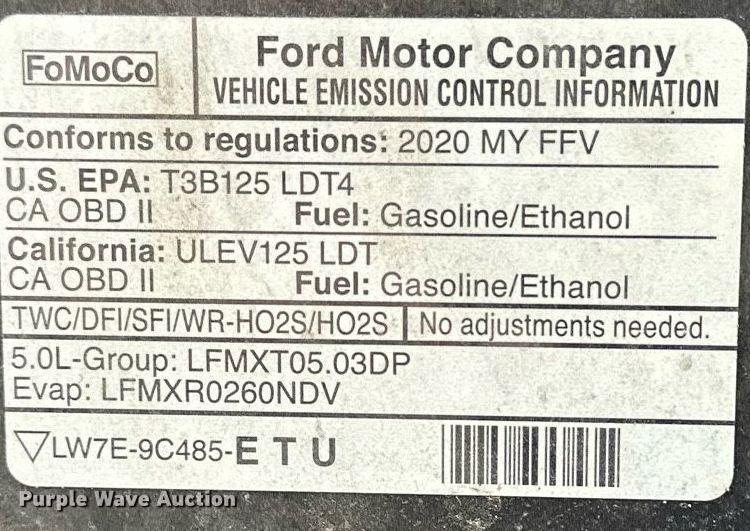 FoMoCo
Ford Motor Company
VEHICLE EMISSION CONTROL INFORMATION
Conforms to regulations: 2020 MY FFV
U.S. EPA: T3B125 LDT4
CA OBD II Fuel: Gasoline/Ethanol
California: ULEV125 LDT
CA OBD II Fuel: Gasoline/Ethanol
TWC/DFI/SFI/WR-HO2S/HO2S No adjustments needed.
5.0L-Group: LFMXT05.03DP
Evap: LFMXR0260NDV
LW7E-9C485-E T U
Purple Wave Auction